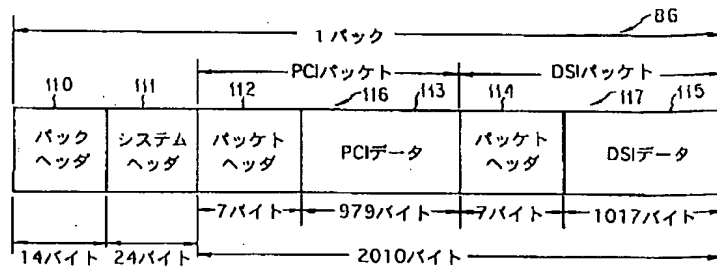 86
1パック
PCIパケット DSIパケット
110 111 112 116 113 114 117 115
パック
ヘッダ
システム
ヘッダ
パケット
ヘッダ
PCIデータ
パケット
ヘッダ
DSIデータ
7バイト 979バイト 7バイト 1017バイト
14バイト 24バイト 2010バイト